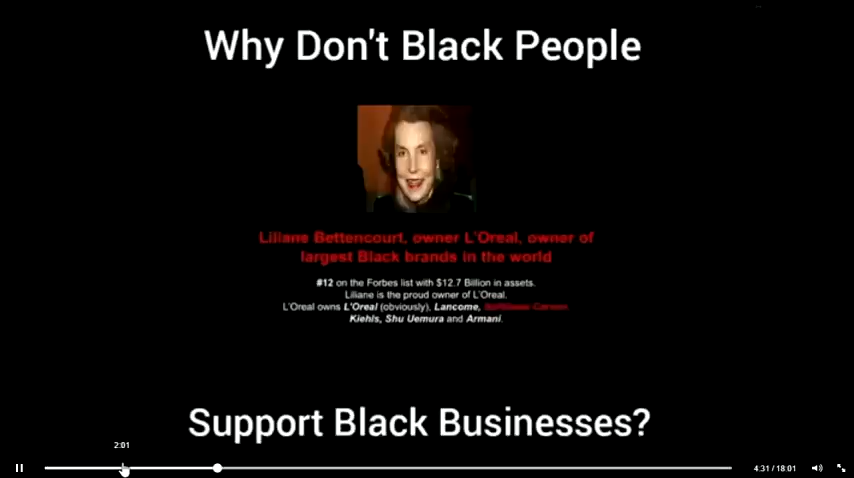 Why Don't Black People
Liliane Bettencourt, owner L'Oreal, owner of
largest Black brands in the world
#12 on the Forbes list with $12.7 Billion in assets.
Liliane is the proud owner of L'Oreal.
L'Oreal owns L'Oreal (obviously), Lancome,
Kiehls, Shu Uemura and Armani.
Support Black Businesses?
2:01
4:31 / 18:01